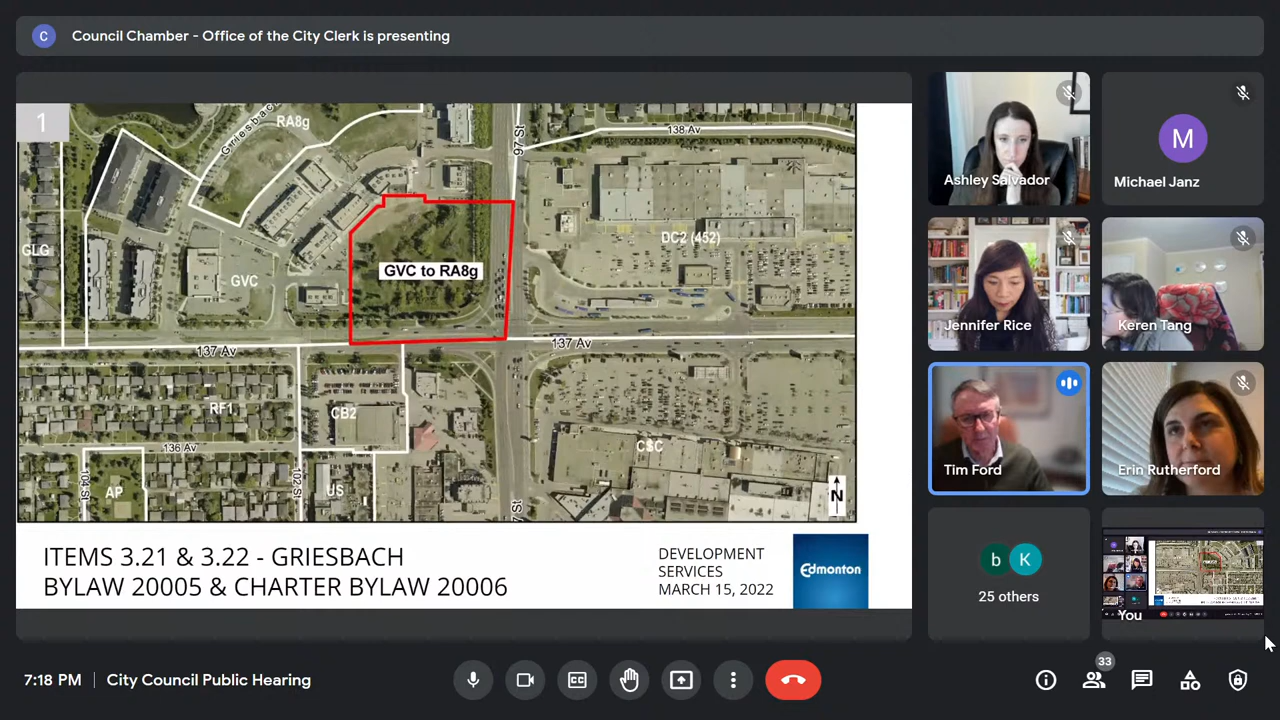 C Council Chamber - Office of the City Clerk is presenting
1
RA8g
Griesbach
97 St
138 Av
GLG
GVC
GVC to RA8g
DC2 (452)
137 Av
137 Av
RF1
CB2
CSC
136 Av
104 St
AP
102 St
US
7 St
N
ITEMS 3.21 & 3.22 - GRIESBACH
BYLAW 20005 & CHARTER BYLAW 20006
DEVELOPMENT
SERVICES
MARCH 15, 2022
Edmonton
Ashley Salvador
M
Michael Janz
Jennifer Rice
Keren Tang
Tim Ford
Erin Rutherford
b K
25 others
You
7:18 PM | City Council Public Hearing
33